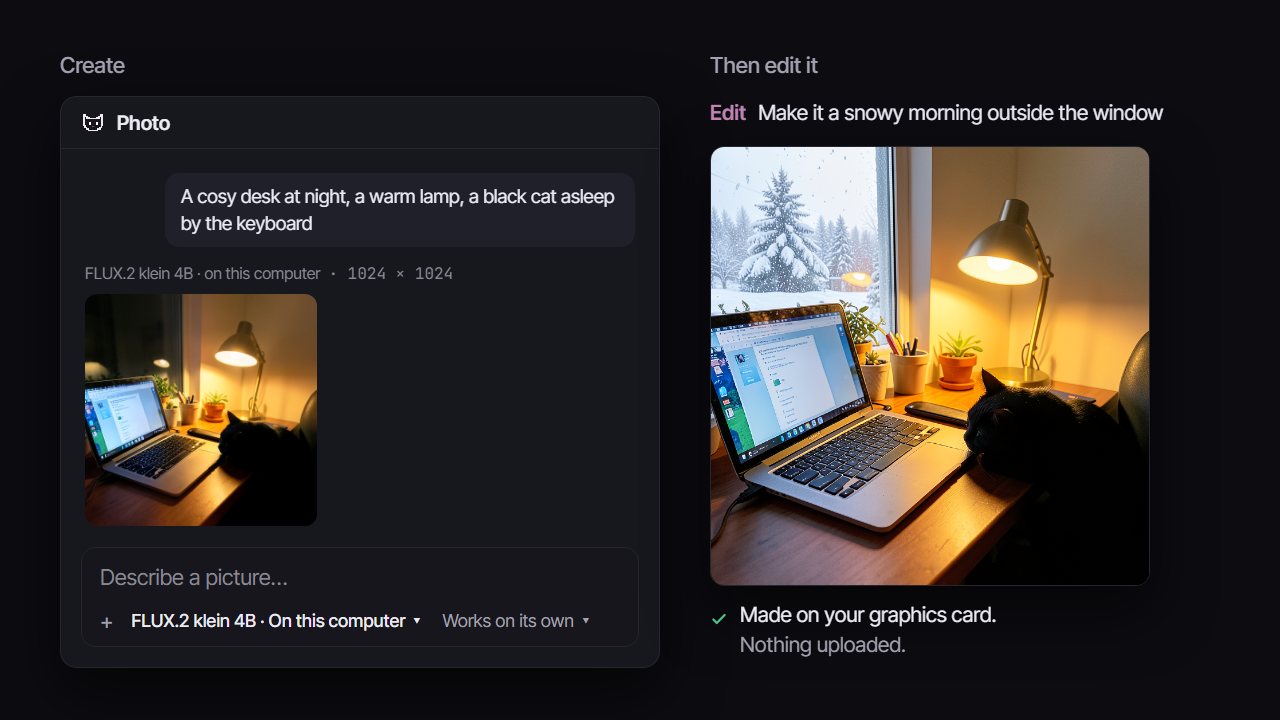 Create
Photo
A cosy desk at night, a warm lamp, a black cat asleep
by the keyboard
FLUX.2 klein 4B · on this computer · 1024 × 1024
Describe a picture...
+ FLUX.2 klein 4B · On this computer ▾ Works on its own ▾
Then edit it
Edit Make it a snowy morning outside the window
Made on your graphics card.
Nothing uploaded.